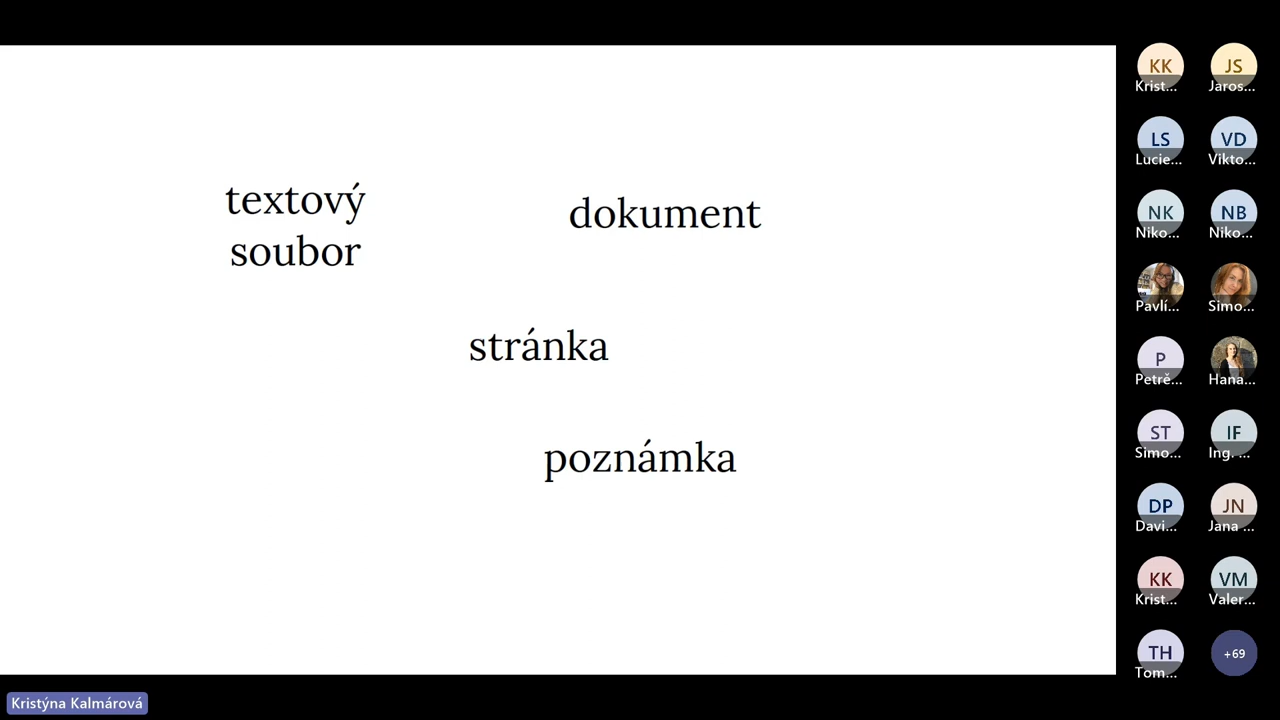 textový
soubor
dokument
stránka
poznámka
KK
Krist...
JS
Jaros...
LS
Lucie...
VD
Vikto...
NK
Niko...
NB
Niko...
Pavlí...
Simo...
P
Petrě...
Hana...
ST
Simo...
IF
Ing. ...
DP
Davi...
JN
Jana ...
KK
Krist...
VM
Valer...
TH
Tom...
+69
Kristýna Kalmárová